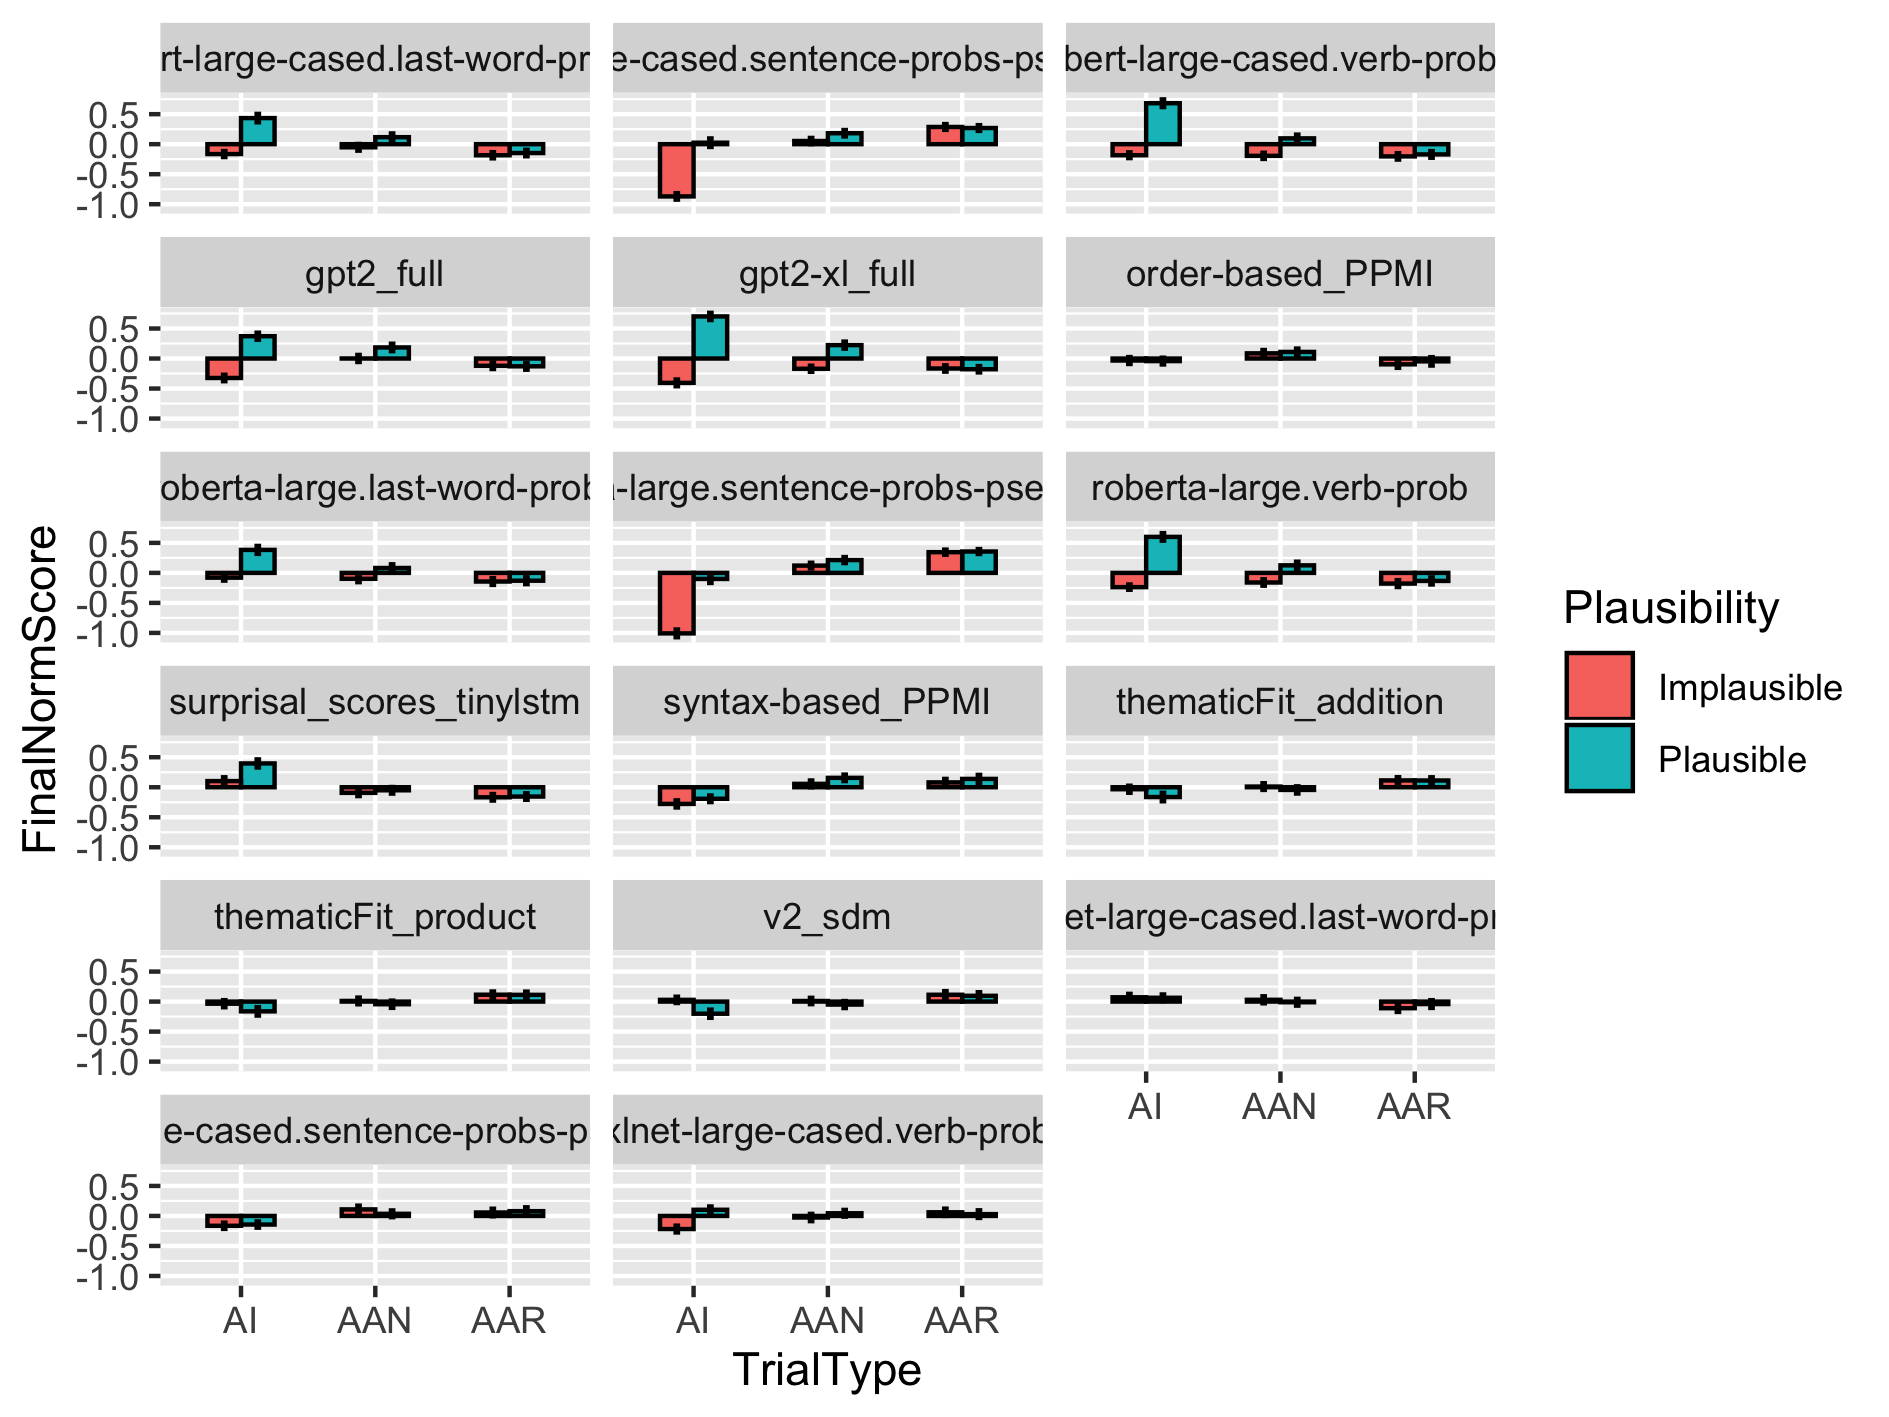 rt-large-cased.last-word-pr
e-cased.sentence-probs-ps
bert-large-cased.verb-prob
0.5
0.0
-0.5
-1.0
gpt2_full
gpt2-xl_full
order-based_PPMI
0.5
0.0
-0.5
-1.0
oberta-large.last-word-prob
a-large.sentence-probs-pse
roberta-large.verb-prob
0.5
0.0
-0.5
-1.0
surprisal_scores_tinylstm
syntax-based_PPMI
thematicFit_addition
0.5
0.0
-0.5
-1.0
thematicFit_product
v2_sdm
et-large-cased.last-word-pr
0.5
0.0
-0.5
-1.0
AI AAN AAR
e-cased.sentence-probs-p
xlnet-large-cased.verb-prob
0.5
0.0
-0.5
-1.0
AI AAN AAR
AI AAN AAR
TrialType
FinalNormScore
Plausibility
Implausible
Plausible